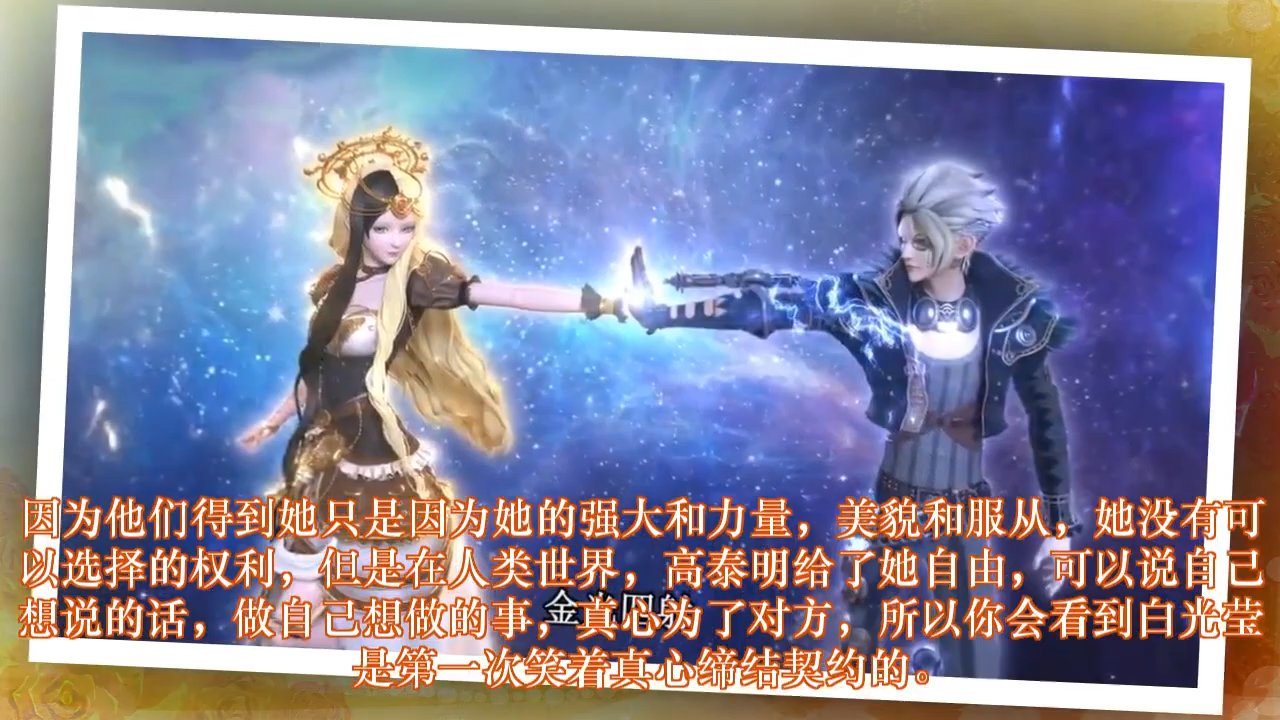 因为他们得到她只是因为她的强大和力量，美貌和服从，她没有可
以选择的权利，但是在人类世界，高泰明给了她自由，可以说自己
想说的话，做自己想做的事，真心为了对方，所以你会看到白光莹
是第一次笑着真心缔结契约的。
金光四射